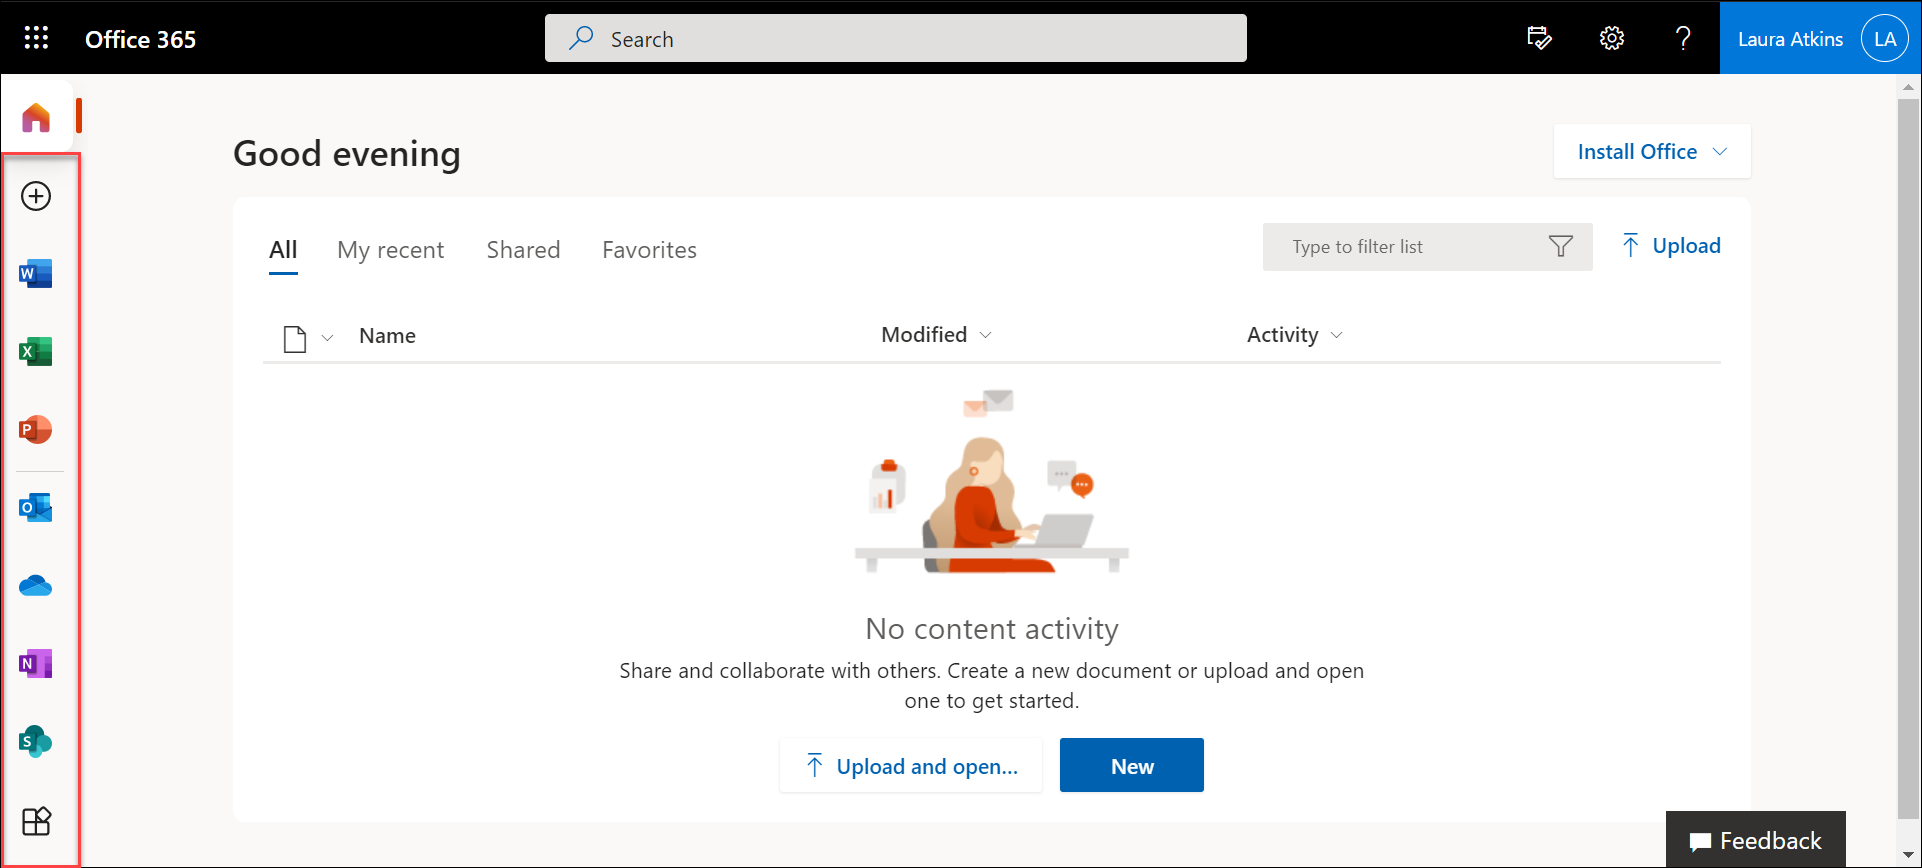 Office 365
Search
Laura Atkins
LA
Good evening
Install Office
All
My recent
Shared
Favorites
Type to filter list
Upload
Name
Modified
Activity
W
X
P
O
N
S
No content activity
Share and collaborate with others. Create a new document or upload and open
one to get started.
Upload and open...
New
Feedback